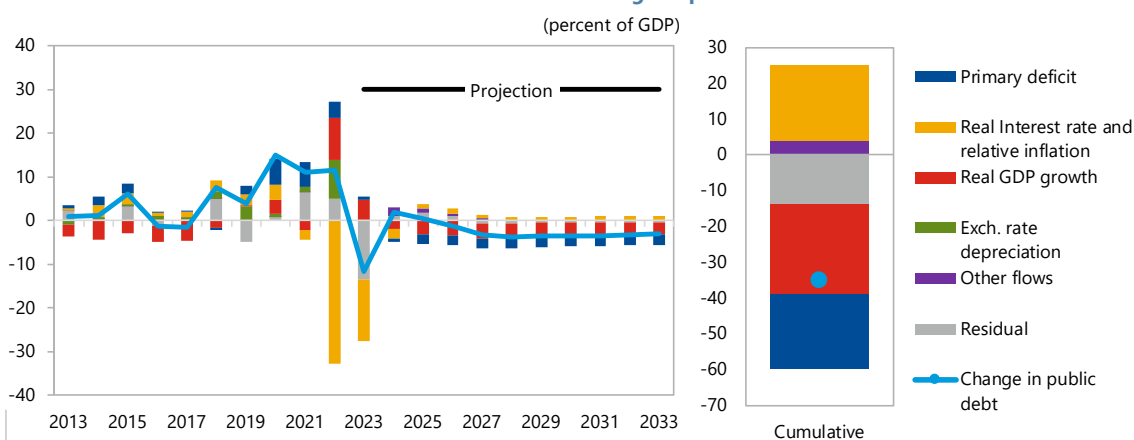 (percent of GDP)
40
30
20
10
0
-10
-20
-30
-40
Projection
2013 2015 2017 2019 2021 2023 2025 2027 2029 2031 2033
30
20
10
0
-10
-20
-30
-40
-50
-60
-70
Cumulative
Primary deficit
Real Interest rate and
relative inflation
Real GDP growth
Exch. rate
depreciation
Other flows
Residual
Change in public
debt